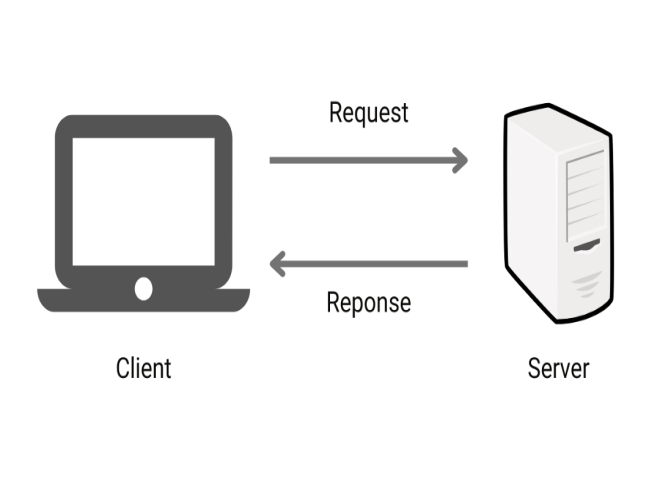 Request
Reponse
Client
Server